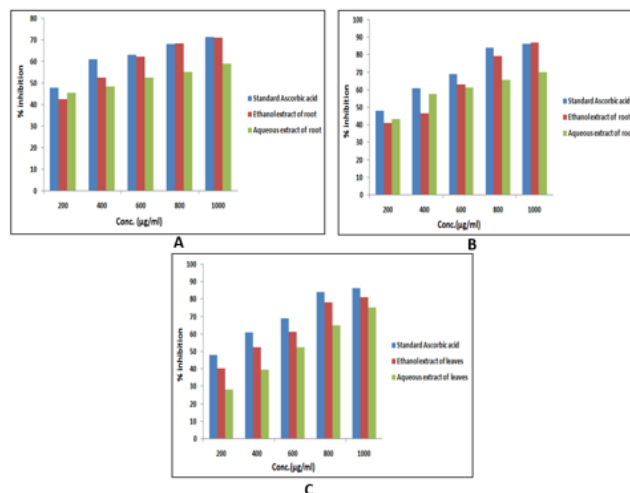 80
70
60
50
40
30
20
10
0
% inhibition
200 400 600 800 1000
Conc. (µg/ml)
Standard Ascorbic acid
Ethanol extract of root
Aqueous extract of root
A
100
90
80
70
60
50
40
30
20
10
0
% inhibition
200 400 600 800 1000
Conc. (µg/ml)
Standard Ascorbic acid
Ethanol extract of root
Aqueous extract of root
B
100
90
80
70
60
50
40
30
20
10
0
% inhibition
200 400 600 800 1000
Conc.(µg/ml)
Standard Ascorbic acid
Ethanol extract of leaves
Aqueous extract of leaves
C